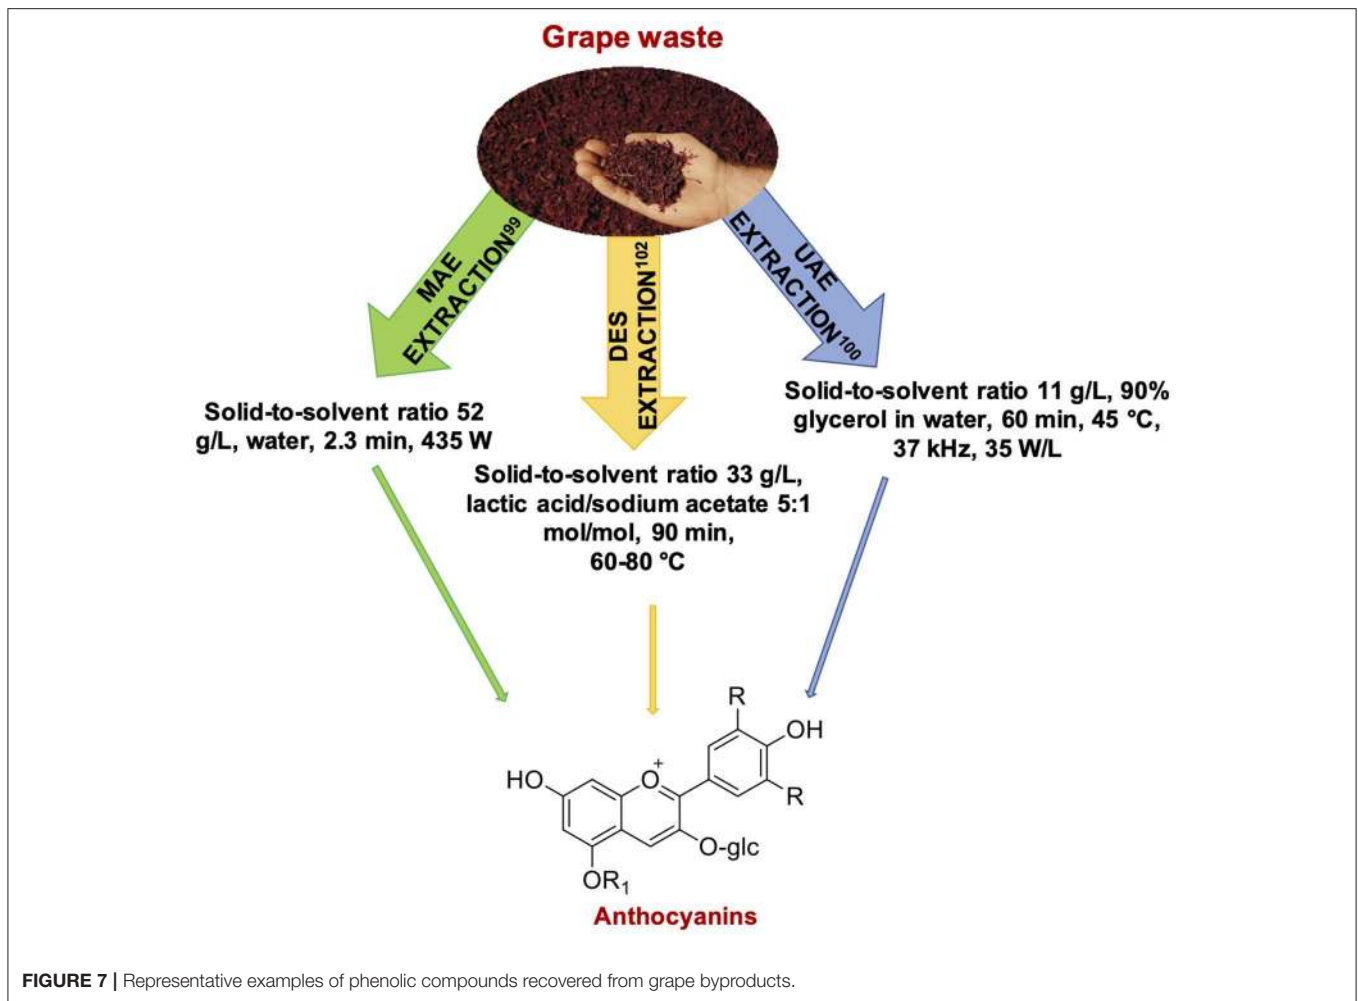 Grape waste
MAE
EXTRACTION99
DES
EXTRACTION102
UAE
EXTRACTION100
Solid-to-solvent ratio 52
g/L, water, 2.3 min, 435 W
Solid-to-solvent ratio 33 g/L,
lactic acid/sodium acetate 5:1
mol/mol, 90 min,
60-80 °C
Solid-to-solvent ratio 11 g/L, 90%
glycerol in water, 60 min, 45 °C,
37 kHz, 35 W/L
R
OH
HO
O+
R
O-glc
OR1
Anthocyanins
FIGURE 7 | Representative examples of phenolic compounds recovered from grape byproducts.